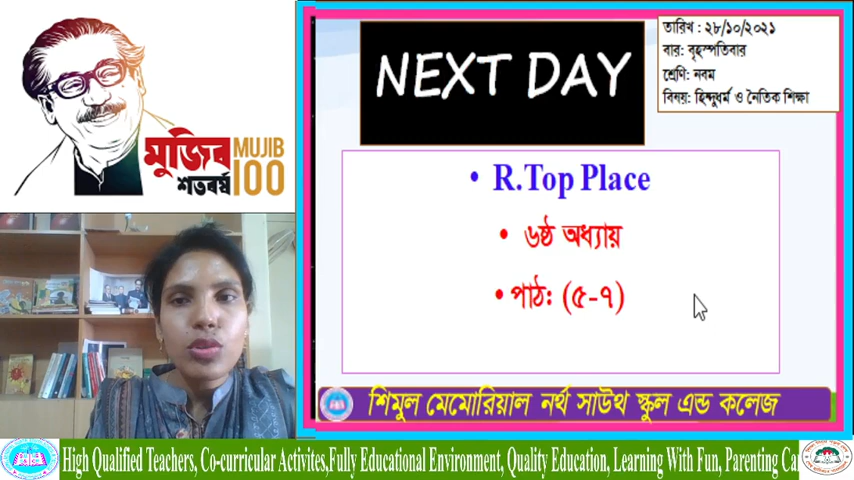 মুজিব MUJIB
শতবর্ষ 100
NEXT DAY
তারিখ : ২৮/১০/২০২১
বার: বৃহস্পতিবার
শ্রেণি: নবম
বিষয়: হিন্দুধর্ম ও নৈতিক শিক্ষা
• R.Top Place
• ৬ষ্ঠ অধ্যায়
• পাঠ: (৫-৭)
শিমুল মেমোরিয়াল নর্থ সাউথ স্কুল এন্ড কলেজ
High Qualified Teachers, Co-curricular Activites,Fully Educational Environment, Quality Education, Learning With Fun, Parenting Ca